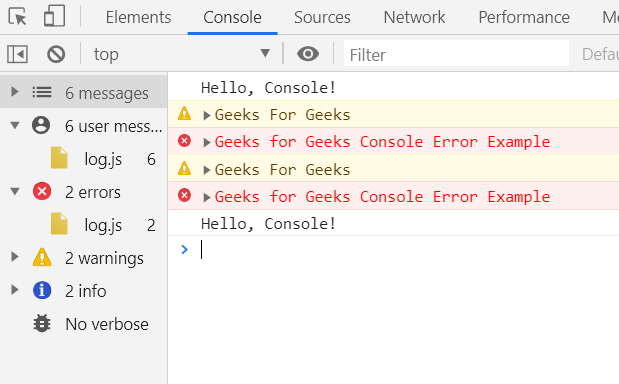 Elements Console Sources Network Performance
top Filter Defau
6 messages
6 user mess...
log.js 6
2 errors
log.js 2
2 warnings
2 info
No verbose
Hello, Console!
Geeks For Geeks
Geeks for Geeks Console Error Example
Geeks For Geeks
Geeks for Geeks Console Error Example
Hello, Console!